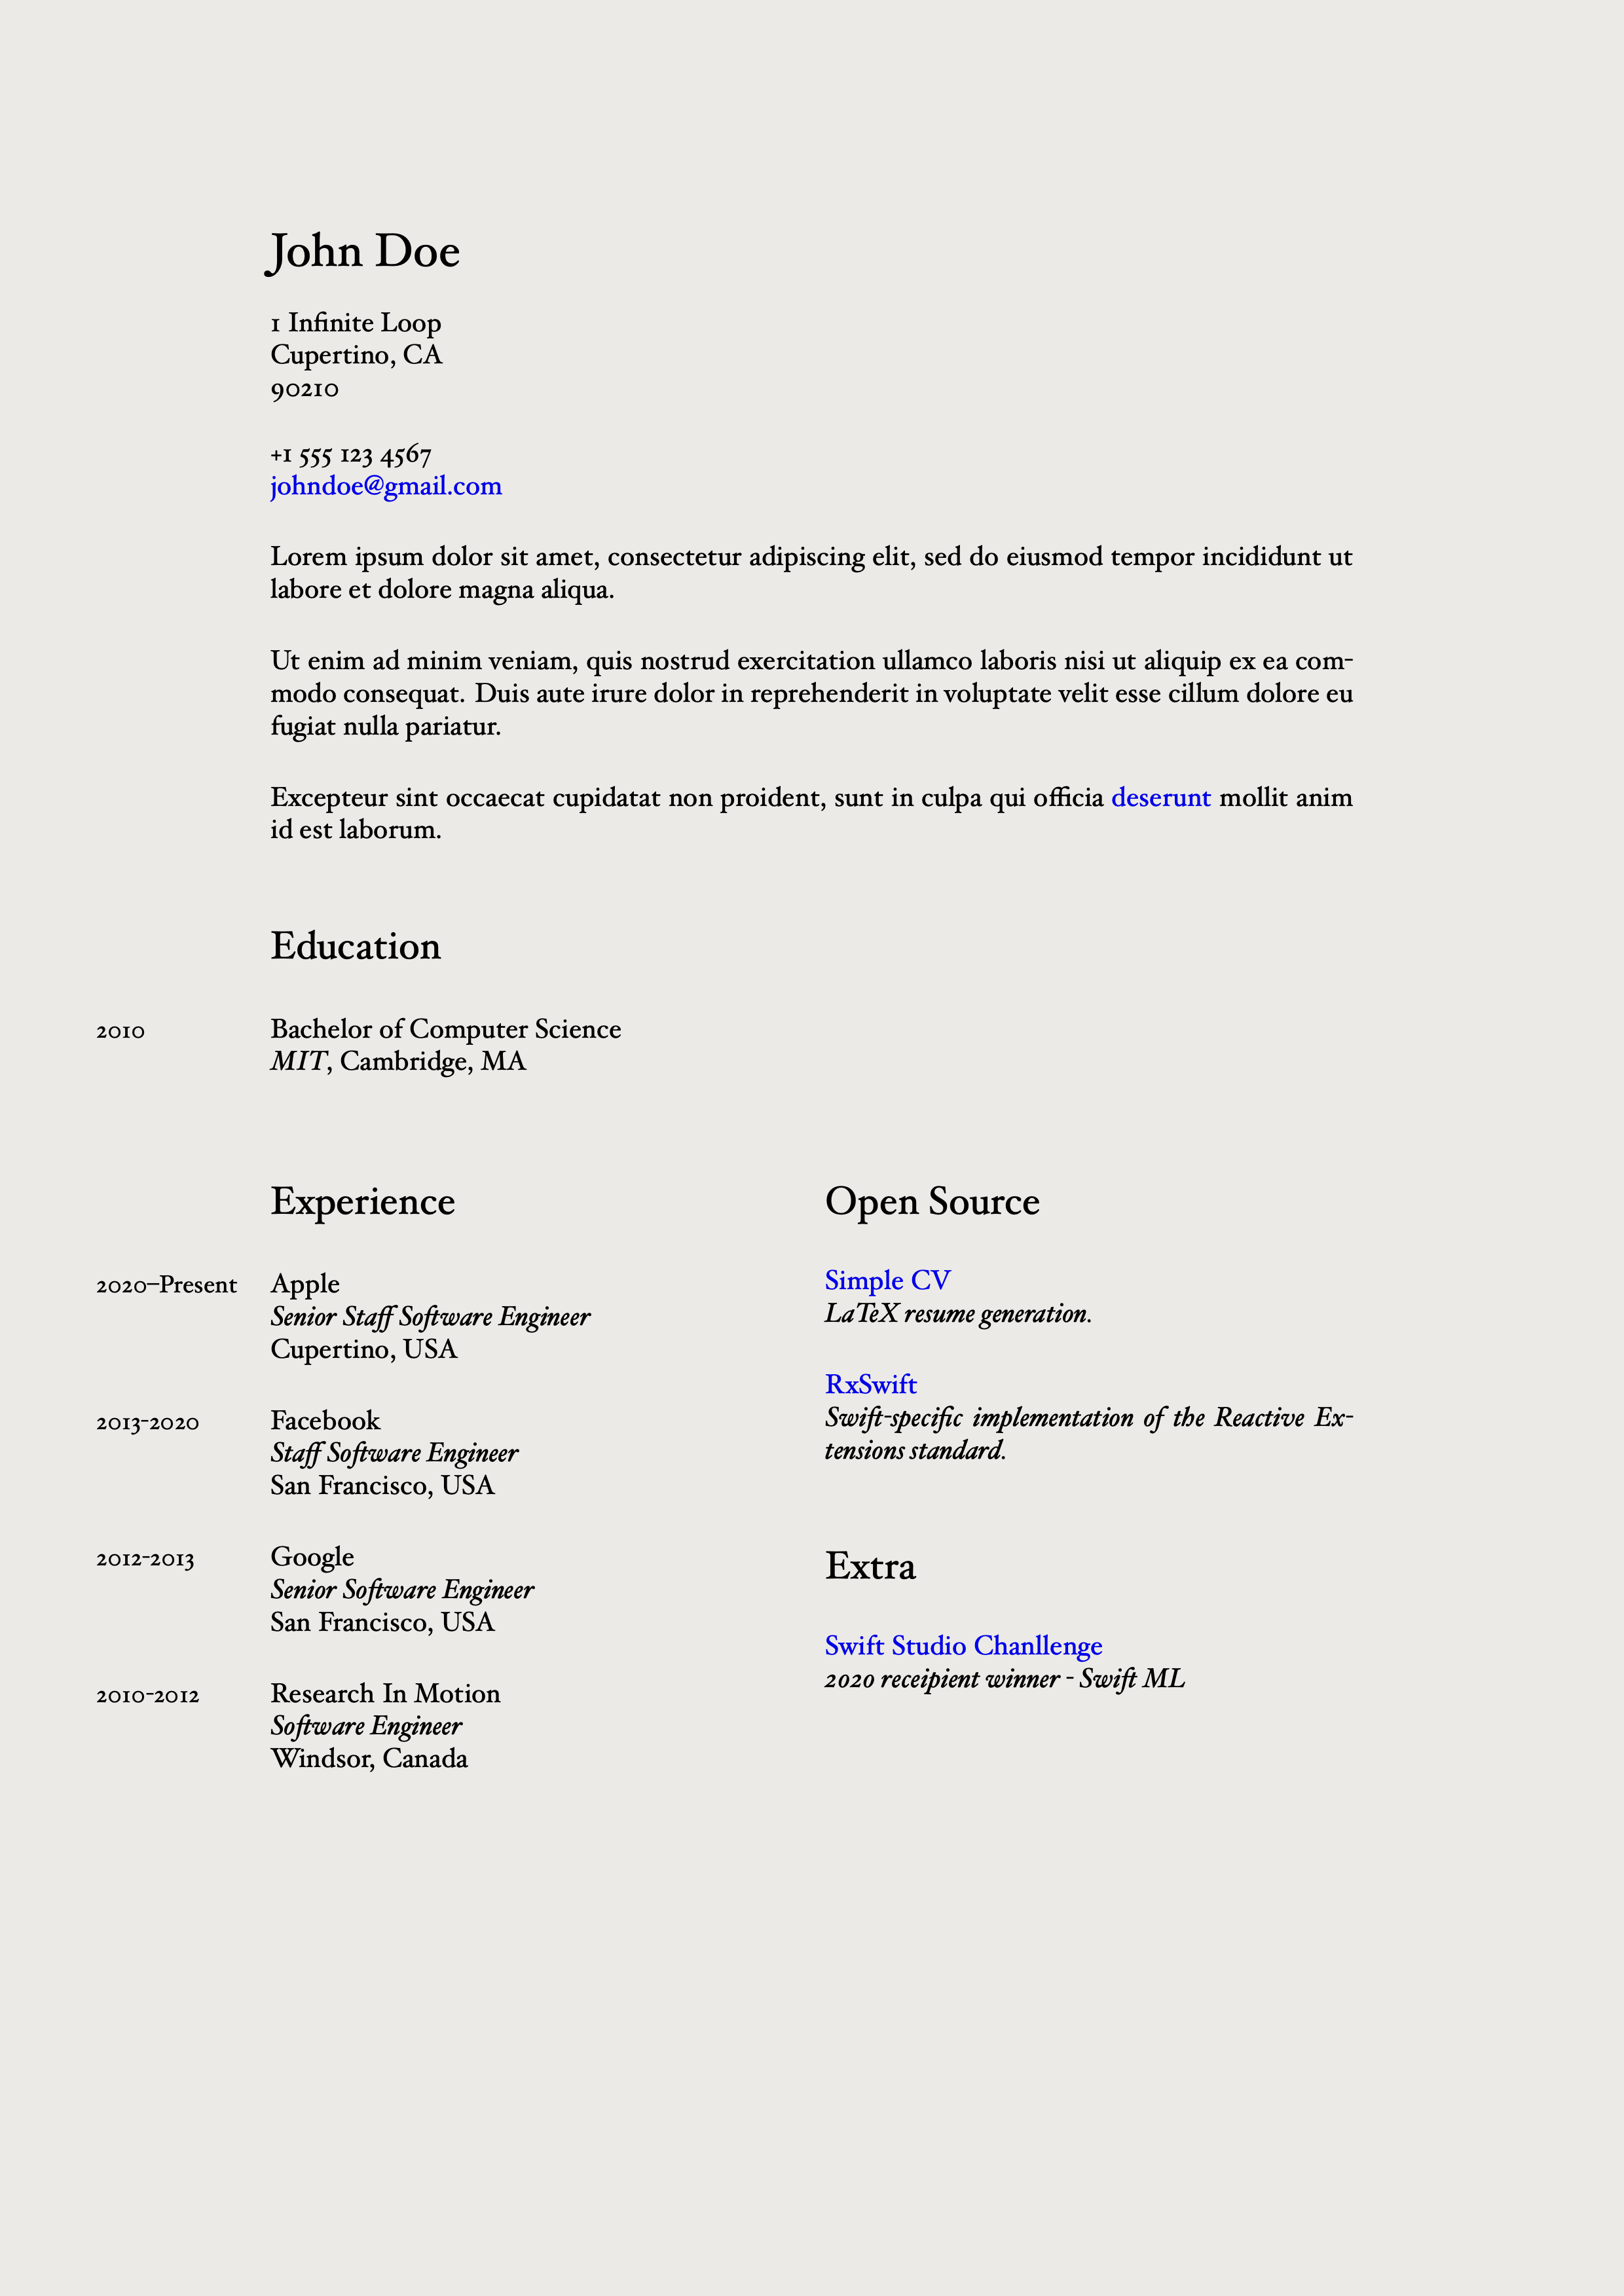 John Doe
1 Infinite Loop
Cupertino, CA
90210
+1 555 123 4567
johndoe@gmail.com
Lorem ipsum dolor sit amet, consectetur adipiscing elit, sed do eiusmod tempor incididunt ut
labore et dolore magna aliqua.
Ut enim ad minim veniam, quis nostrud exercitation ullamco laboris nisi ut aliquip ex ea com-
modo consequat. Duis aute irure dolor in reprehenderit in voluptate velit esse cillum dolore eu
fugiat nulla pariatur.
Excepteur sint occaecat cupidatat non proident, sunt in culpa qui officia deserunt mollit anim
id est laborum.
Education
2010 Bachelor of Computer Science
MIT, Cambridge, MA
Experience
2020–Present Apple
Senior Staff Software Engineer
Cupertino, USA
2013-2020 Facebook
Staff Software Engineer
San Francisco, USA
2012-2013 Google
Senior Software Engineer
San Francisco, USA
2010-2012 Research In Motion
Software Engineer
Windsor, Canada
Open Source
Simple CV
LaTeX resume generation.
RxSwift
Swift-specific implementation of the Reactive Ex-
tensions standard.
Extra
Swift Studio Chanllenge
2020 receipient winner - Swift ML